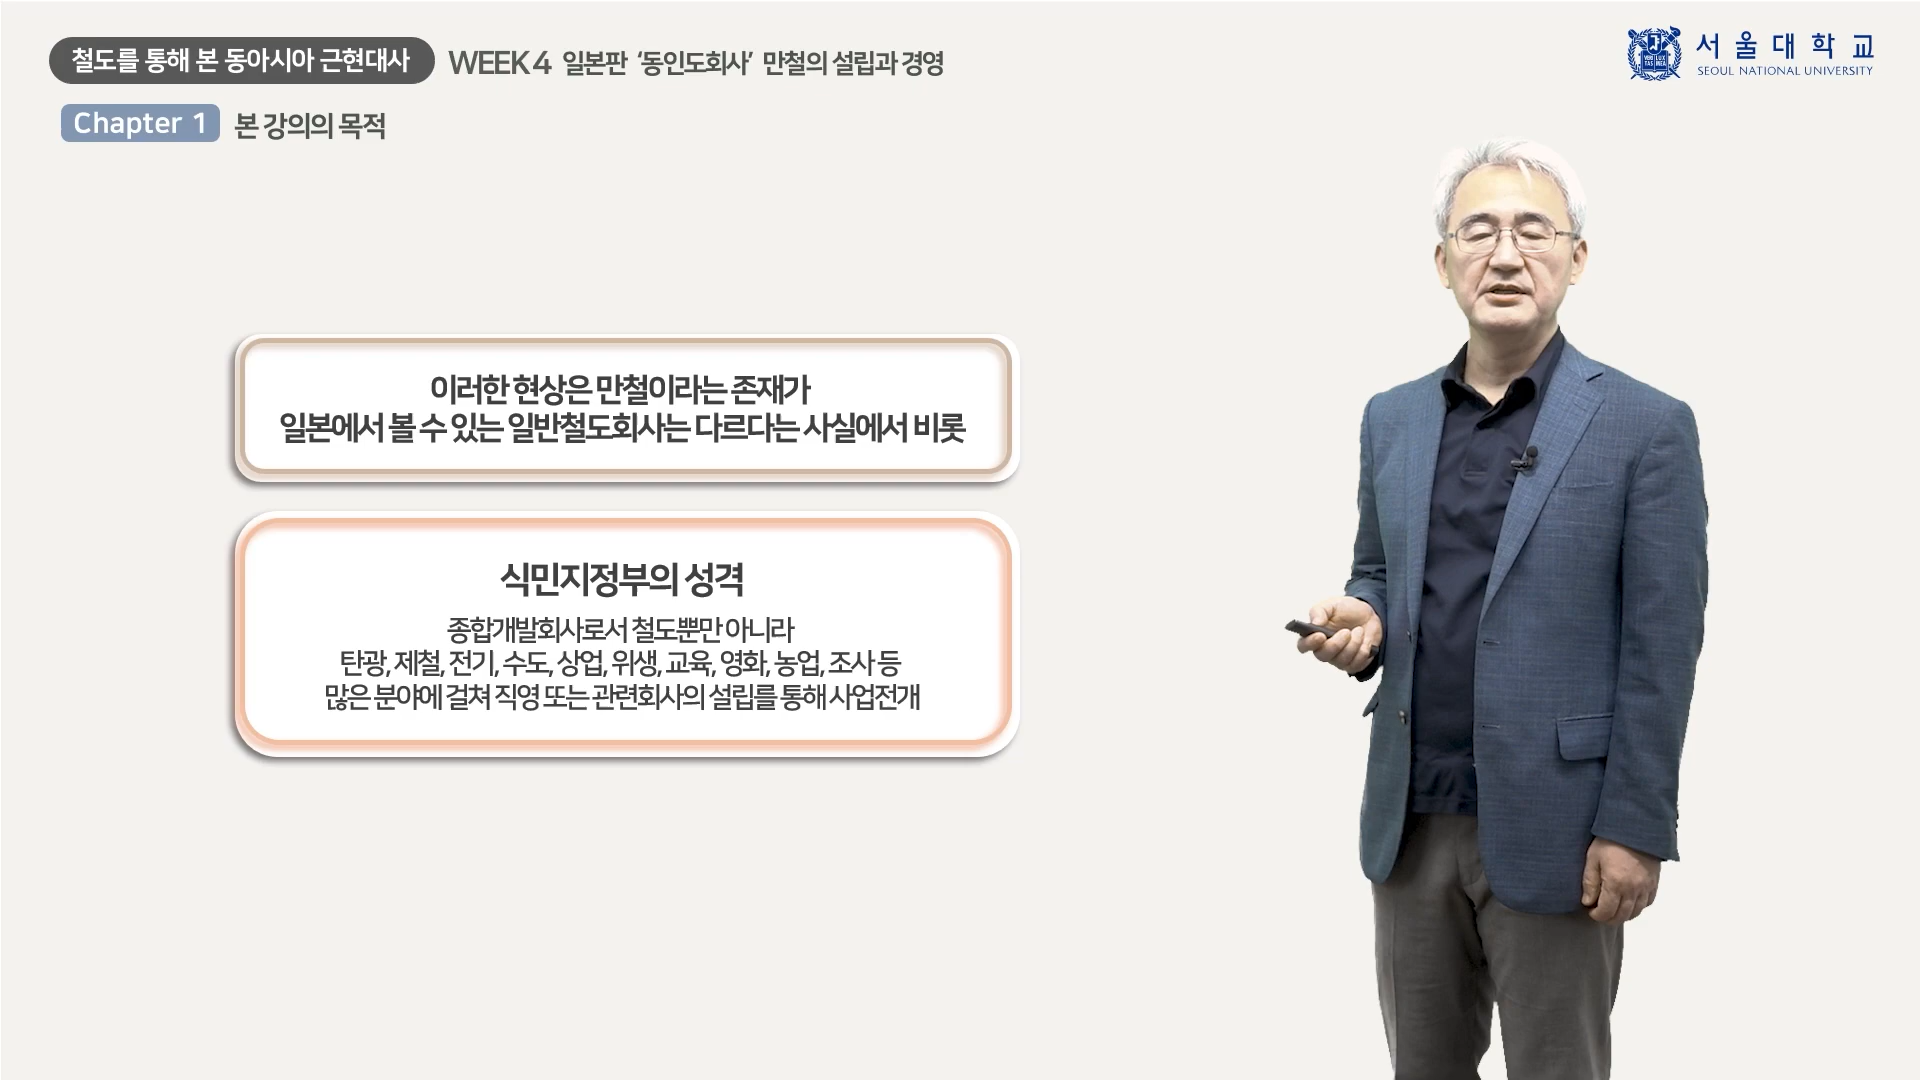 철도를 통해 본 동아시아 근현대사
WEEK 4 일본판 '동인도회사' 만철의 설립과 경영
서울대학교
SEOUL NATIONAL UNIVERSITY
Chapter 1 본 강의의 목적
이러한 현상은 만철이라는 존재가
일본에서 볼 수 있는 일반철도회사는 다르다는 사실에서 비롯
식민지정부의 성격
종합개발회사로서 철도뿐만 아니라
탄광, 제철, 전기, 수도, 상업, 위생, 교육, 영화, 농업, 조사 등
많은 분야에 걸쳐 직영 또는 관련회사의 설립를 통해 사업전개